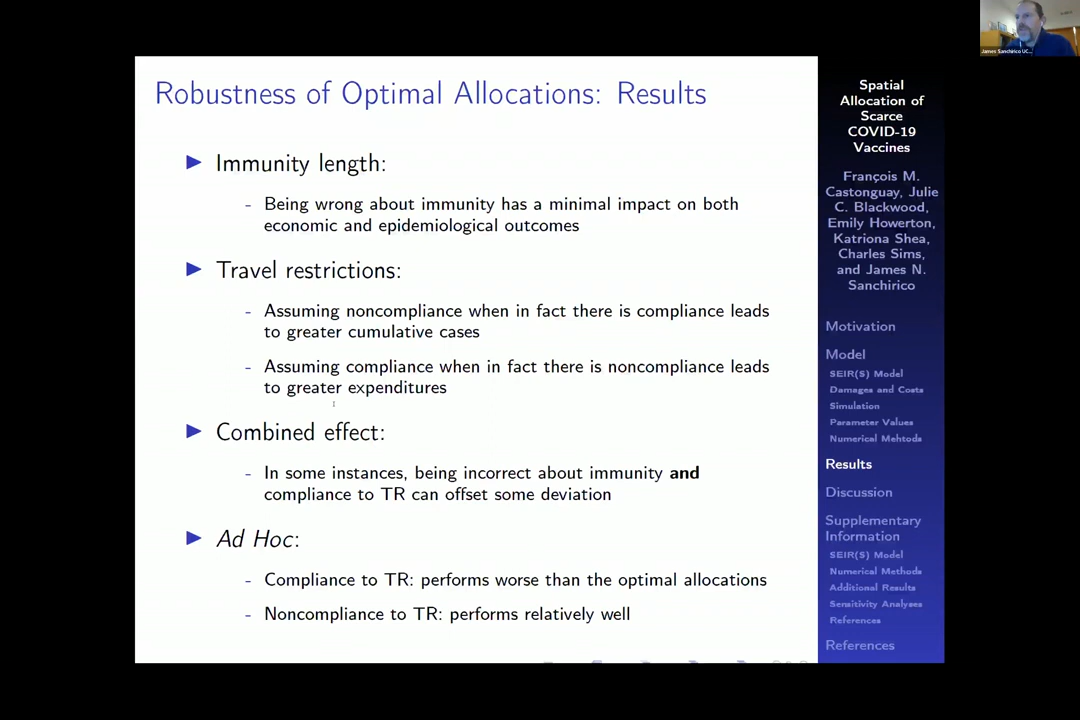 James Sanchirico UC...
Robustness of Optimal Allocations: Results
Immunity length:
- Being wrong about immunity has a minimal impact on both
economic and epidemiological outcomes
Travel restrictions:
- Assuming noncompliance when in fact there is compliance leads
to greater cumulative cases
- Assuming compliance when in fact there is noncompliance leads
to greater expenditures
Combined effect:
- In some instances, being incorrect about immunity and
compliance to TR can offset some deviation
Ad Hoc:
- Compliance to TR: performs worse than the optimal allocations
- Noncompliance to TR: performs relatively well
Spatial
Allocation of
Scarce
COVID-19
Vaccines
François M.
Castonguay, Julie
C. Blackwood,
Emily Howerton,
Katriona Shea,
Charles Sims,
and James N.
Sanchirico
Motivation
Model
SEIR(S) Model
Damages and Costs
Simulation
Parameter Values
Numerical Mehtods
Results
Discussion
Supplementary
Information
SEIR(S) Model
Numerical Methods
Additional Results
Sensitivity Analyses
References
References